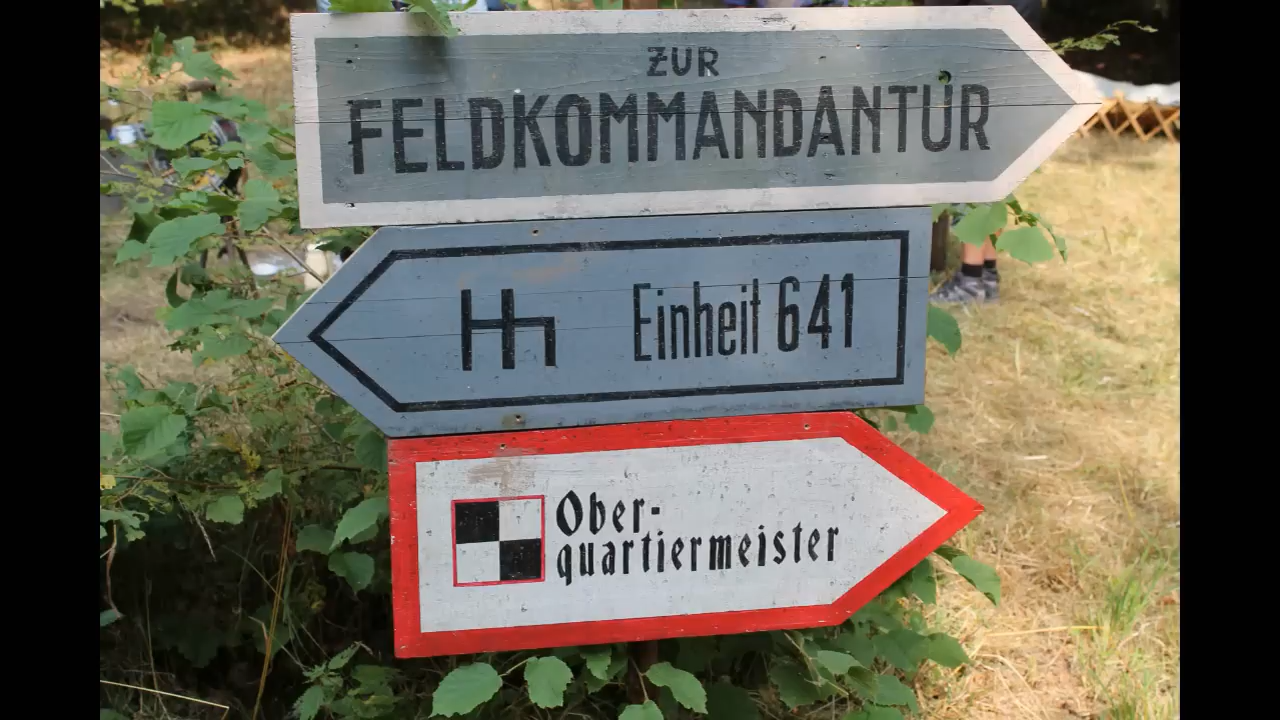 ZUR
FELDKOMMANDANTUR
Einheit 641
Ober-
quartiermeister